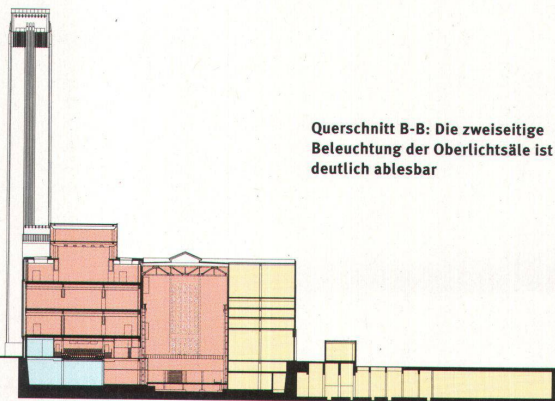 Querschnitt B-B: Die zweiseitige
Beleuchtung der Oberlichtsäle ist
deutlich ablesbar